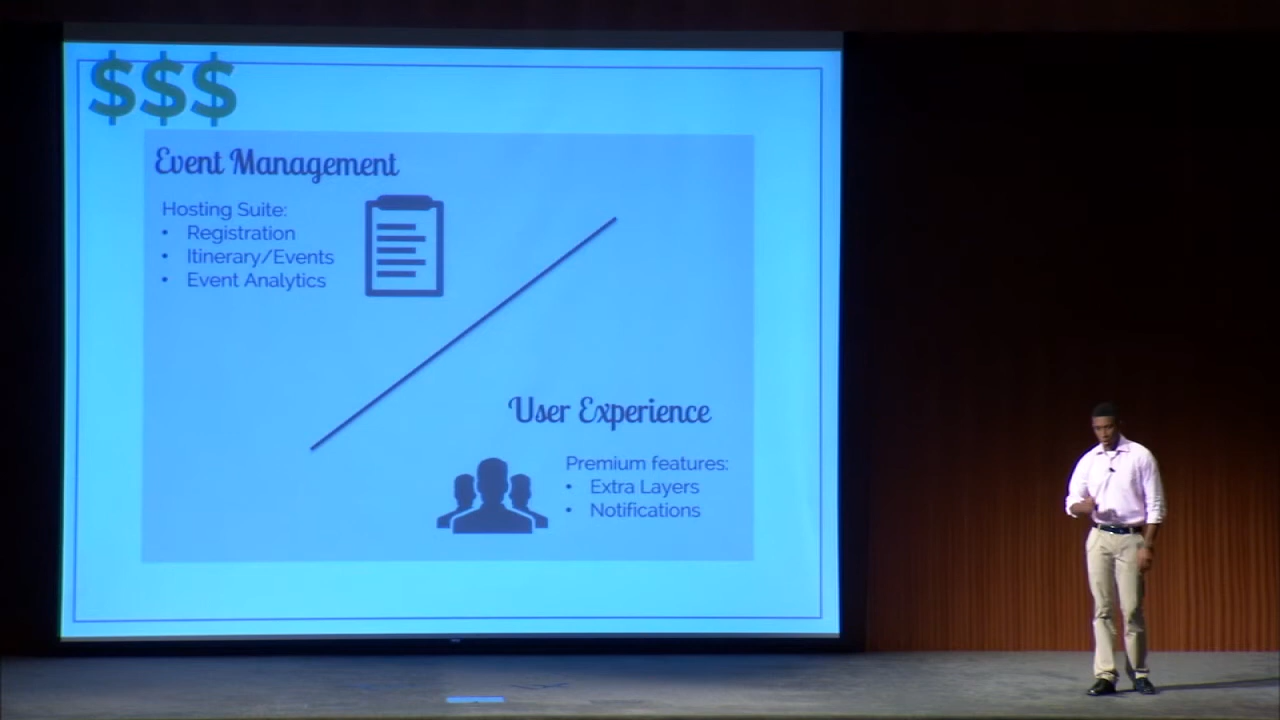 $$$
Event Management
Hosting Suite:
• Registration
• Itinerary/Events
• Event Analytics
User Experience
Premium features:
• Extra Layers
• Notifications